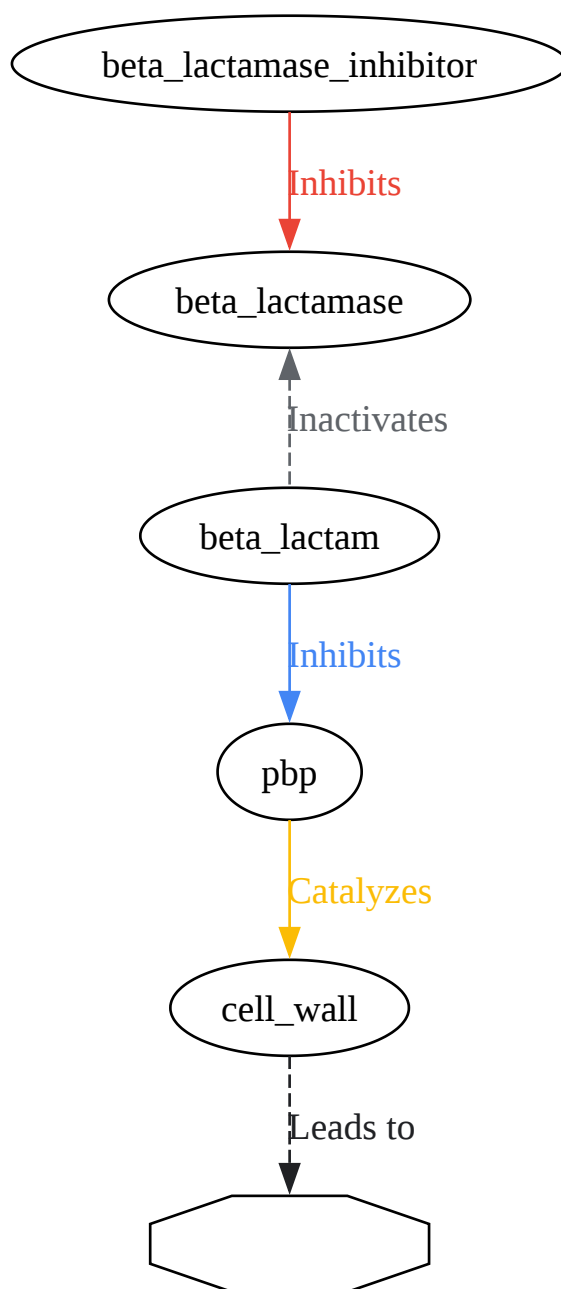 beta_lactamase_inhibitor
Inhibits
beta_lactamase
Inactivates
beta_lactam
Inhibits
pbp
Catalyzes
cell_wall
Leads to